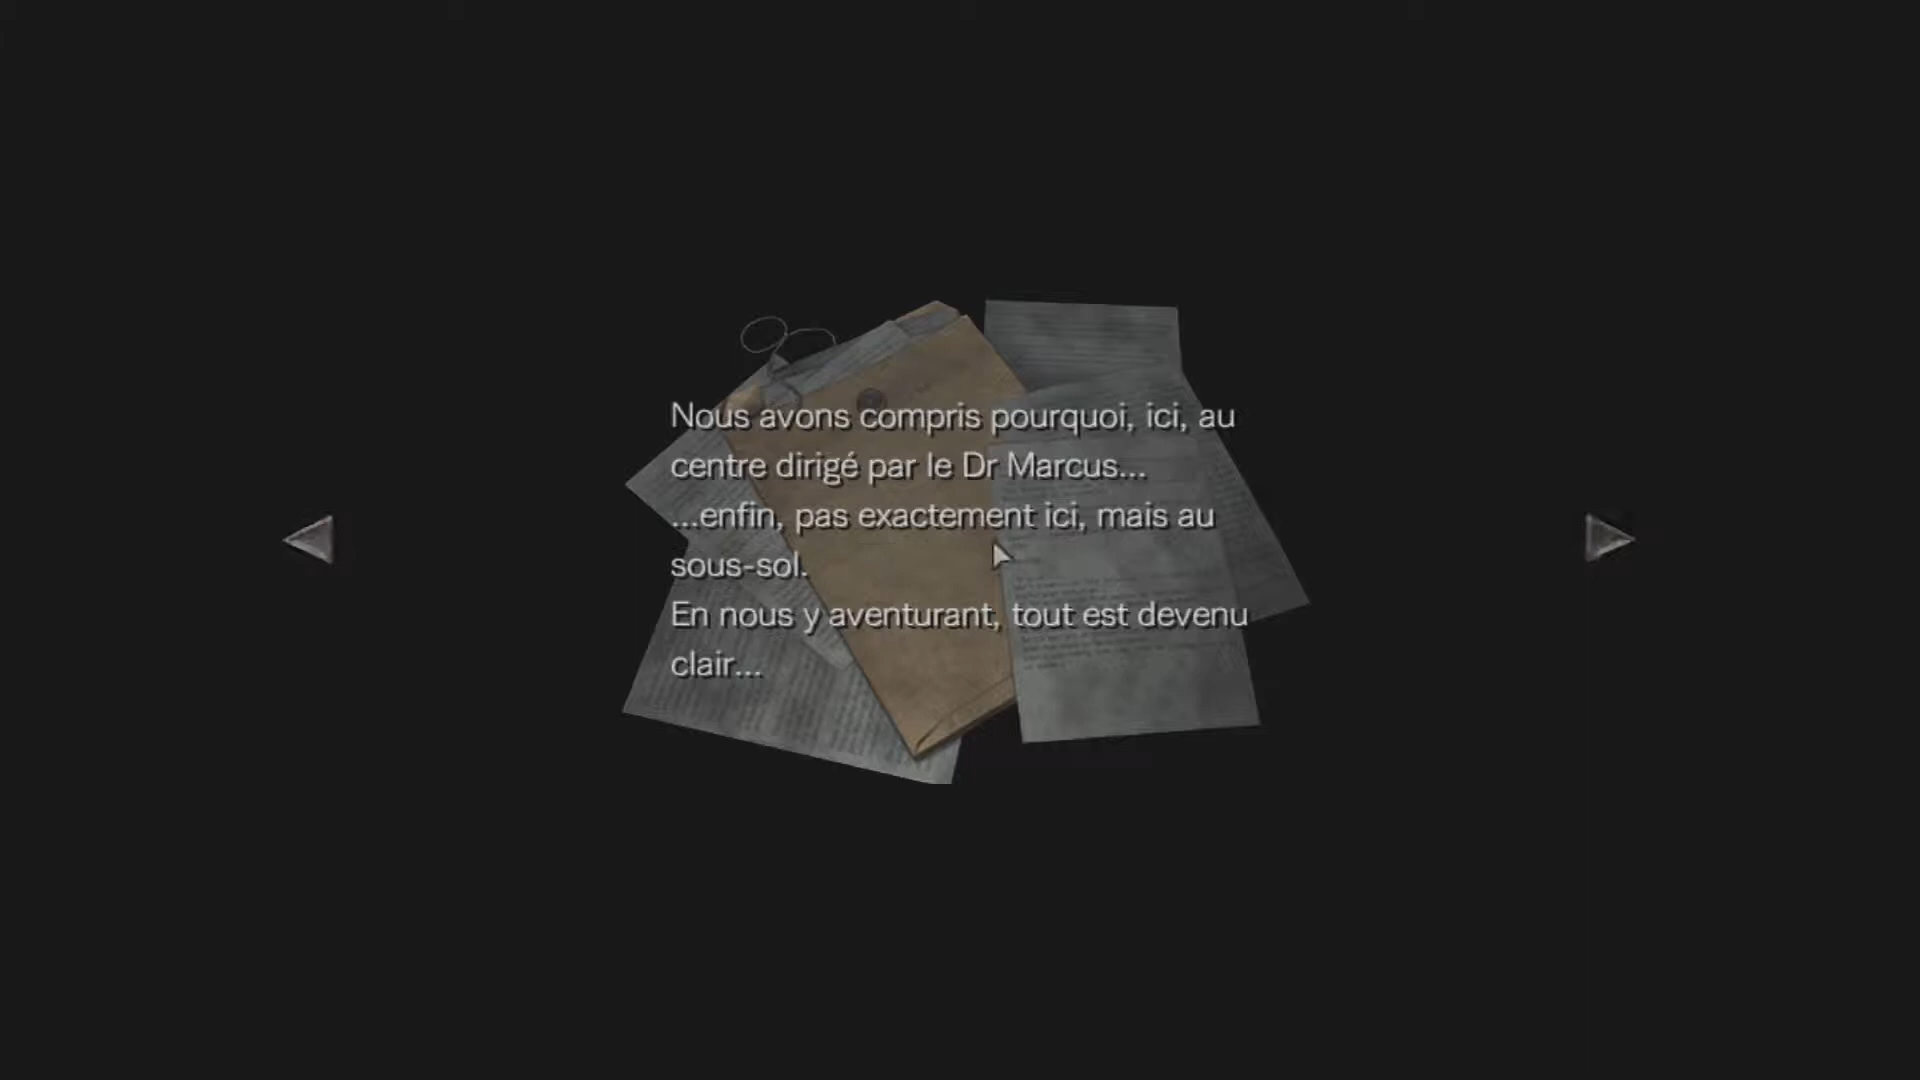 Nous avons compris pourquoi, ici, au
centre dirigé par le Dr Marcus...
...enfin, pas exactement ici, mais au
sous-sol.
En nous y aventurant, tout est devenu
clair...